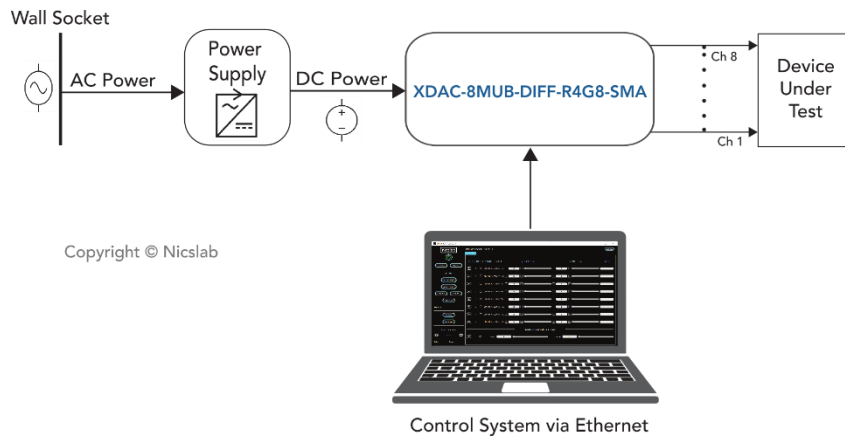 Wall Socket
AC Power
Power
Supply
DC Power
XDAC-8MUB-DIFF-R4G8-SMA
Ch 8
Ch 1
Device
Under
Test
Copyright © Nicslab
Control System via Ethernet